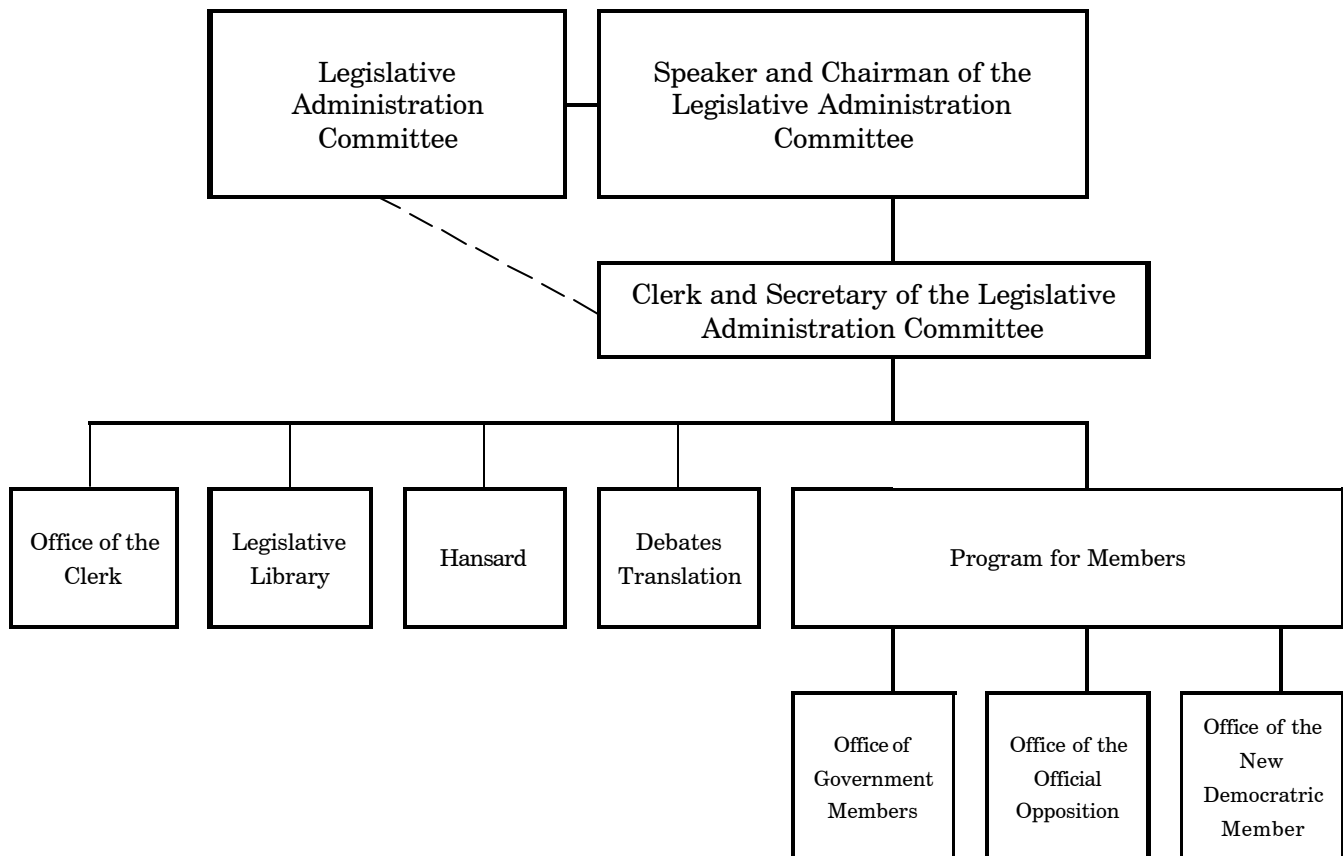 Legislative
Administration
Committee
Speaker and Chairman of the
Legislative Administration
Committee
Clerk and Secretary of the Legislative
Administration Committee
Office of the
Clerk
Legislative
Library
Hansard
Debates
Translation
Program for Members
Office of
Government
Members
Office of the
Official
Opposition
Office of the
New
Democratric
Member